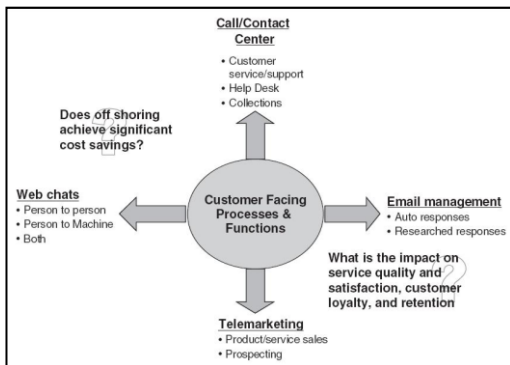 Call/Contact
Center
• Customer
service/support
• Help Desk
• Collections
Does off shoring
achieve significant
cost savings?
?
Web chats
• Person to person
• Person to Machine
• Both
Customer Facing
Processes &
Functions
Email management
• Auto responses
• Researched responses
What is the impact on
service quality and
satisfaction, customer
loyalty, and retention
?
Telemarketing
• Product/service sales
• Prospecting